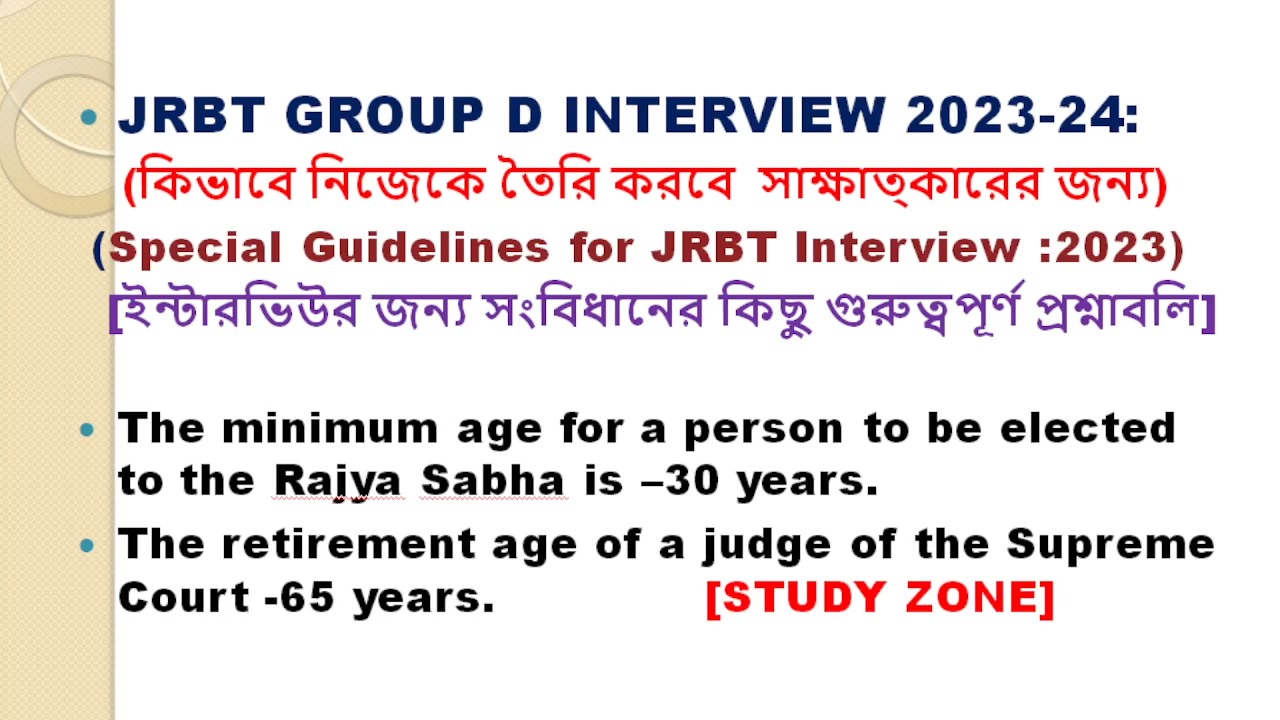 JRBT GROUP D INTERVIEW 2023-24:
(কিভাবে নিজেকে তৈরি করবে সাক্ষাত্কারের জন্য)
(Special Guidelines for JRBT Interview :2023)
[ইন্টারভিউর জন্য সংবিধানের কিছু গুরুত্বপূর্ণ প্রশ্নাবলি]
The minimum age for a person to be elected
to the Rajya Sabha is –30 years.
The retirement age of a judge of the Supreme
Court -65 years. [STUDY ZONE]